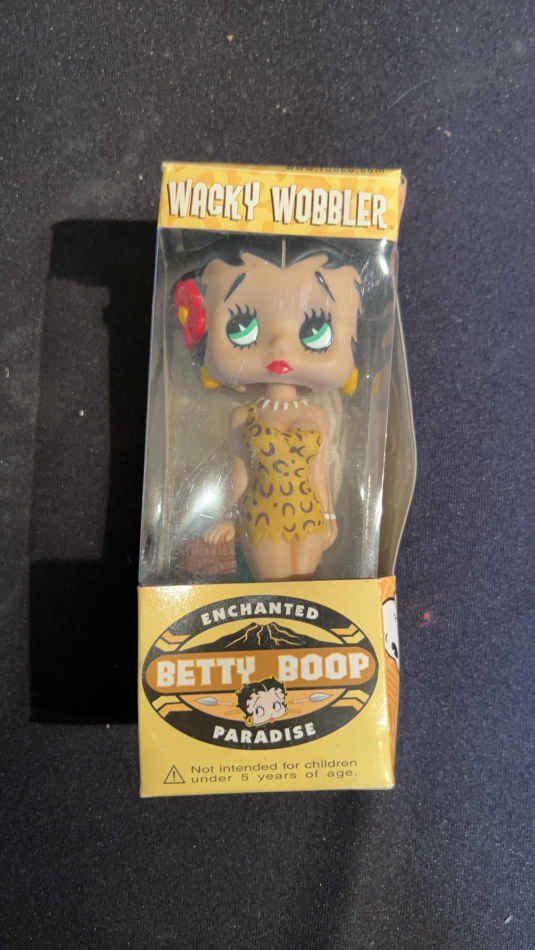 WACKY WOBBLER
ENCHANTED
BETTY BOOP
PARADISE
Not intended for children
under 5 years of age.